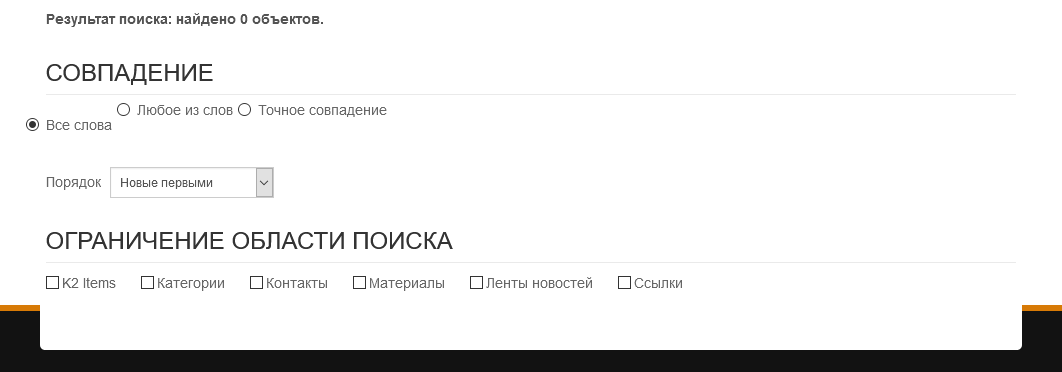 Результат поиска: найдено 0 объектов.
СОВПАДЕНИЕ
Все слова Любое из слов Точное совпадение
Порядок Новые первыми
ОГРАНИЧЕНИЕ ОБЛАСТИ ПОИСКА
K2 Items Категории Контакты Материалы Ленты новостей Ссылки